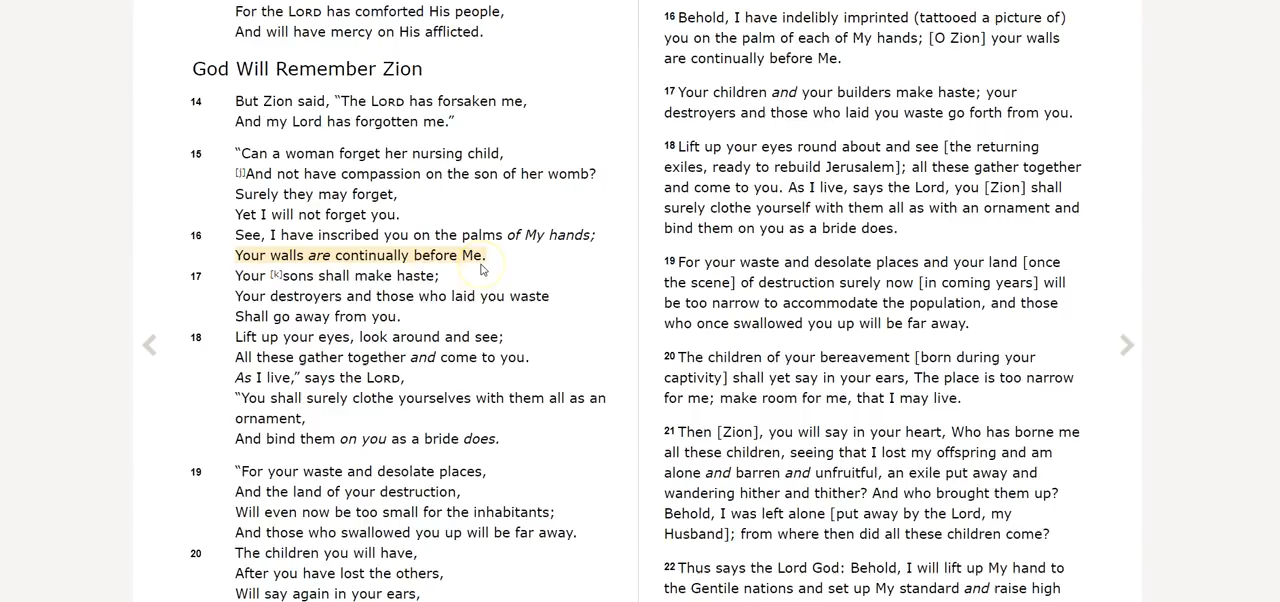 For the LORD has comforted His people,
And will have mercy on His afflicted.
God Will Remember Zion
14 But Zion said, “The LORD has forsaken me,
And my Lord has forgotten me.”
15 “Can a woman forget her nursing child,
[j]And not have compassion on the son of her womb?
Surely they may forget,
Yet I will not forget you.
16 See, I have inscribed you on the palms of My hands;
Your walls are continually before Me.
17 Your [k]sons shall make haste;
Your destroyers and those who laid you waste
Shall go away from you.
18 Lift up your eyes, look around and see;
All these gather together and come to you.
As I live,” says the LORD,
“You shall surely clothe yourselves with them all as an
ornament,
And bind them on you as a bride does.
19 “For your waste and desolate places,
And the land of your destruction,
Will even now be too small for the inhabitants;
And those who swallowed you up will be far away.
20 The children you will have,
After you have lost the others,
Will say again in your ears,
16 Behold, I have indelibly imprinted (tattooed a picture of)
you on the palm of each of My hands; [O Zion] your walls
are continually before Me.
17 Your children and your builders make haste; your
destroyers and those who laid you waste go forth from you.
18 Lift up your eyes round about and see [the returning
exiles, ready to rebuild Jerusalem]; all these gather together
and come to you. As I live, says the Lord, you [Zion] shall
surely clothe yourself with them all as with an ornament and
bind them on you as a bride does.
19 For your waste and desolate places and your land [once
the scene] of destruction surely now [in coming years] will
be too narrow to accommodate the population, and those
who once swallowed you up will be far away.
20 The children of your bereavement [born during your
captivity] shall yet say in your ears, The place is too narrow
for me; make room for me, that I may live.
21 Then [Zion], you will say in your heart, Who has borne me
all these children, seeing that I lost my offspring and am
alone and barren and unfruitful, an exile put away and
wandering hither and thither? And who brought them up?
Behold, I was left alone [put away by the Lord, my
Husband]; from where then did all these children come?
22 Thus says the Lord God: Behold, I will lift up My hand to
the Gentile nations and set up My standard and raise high